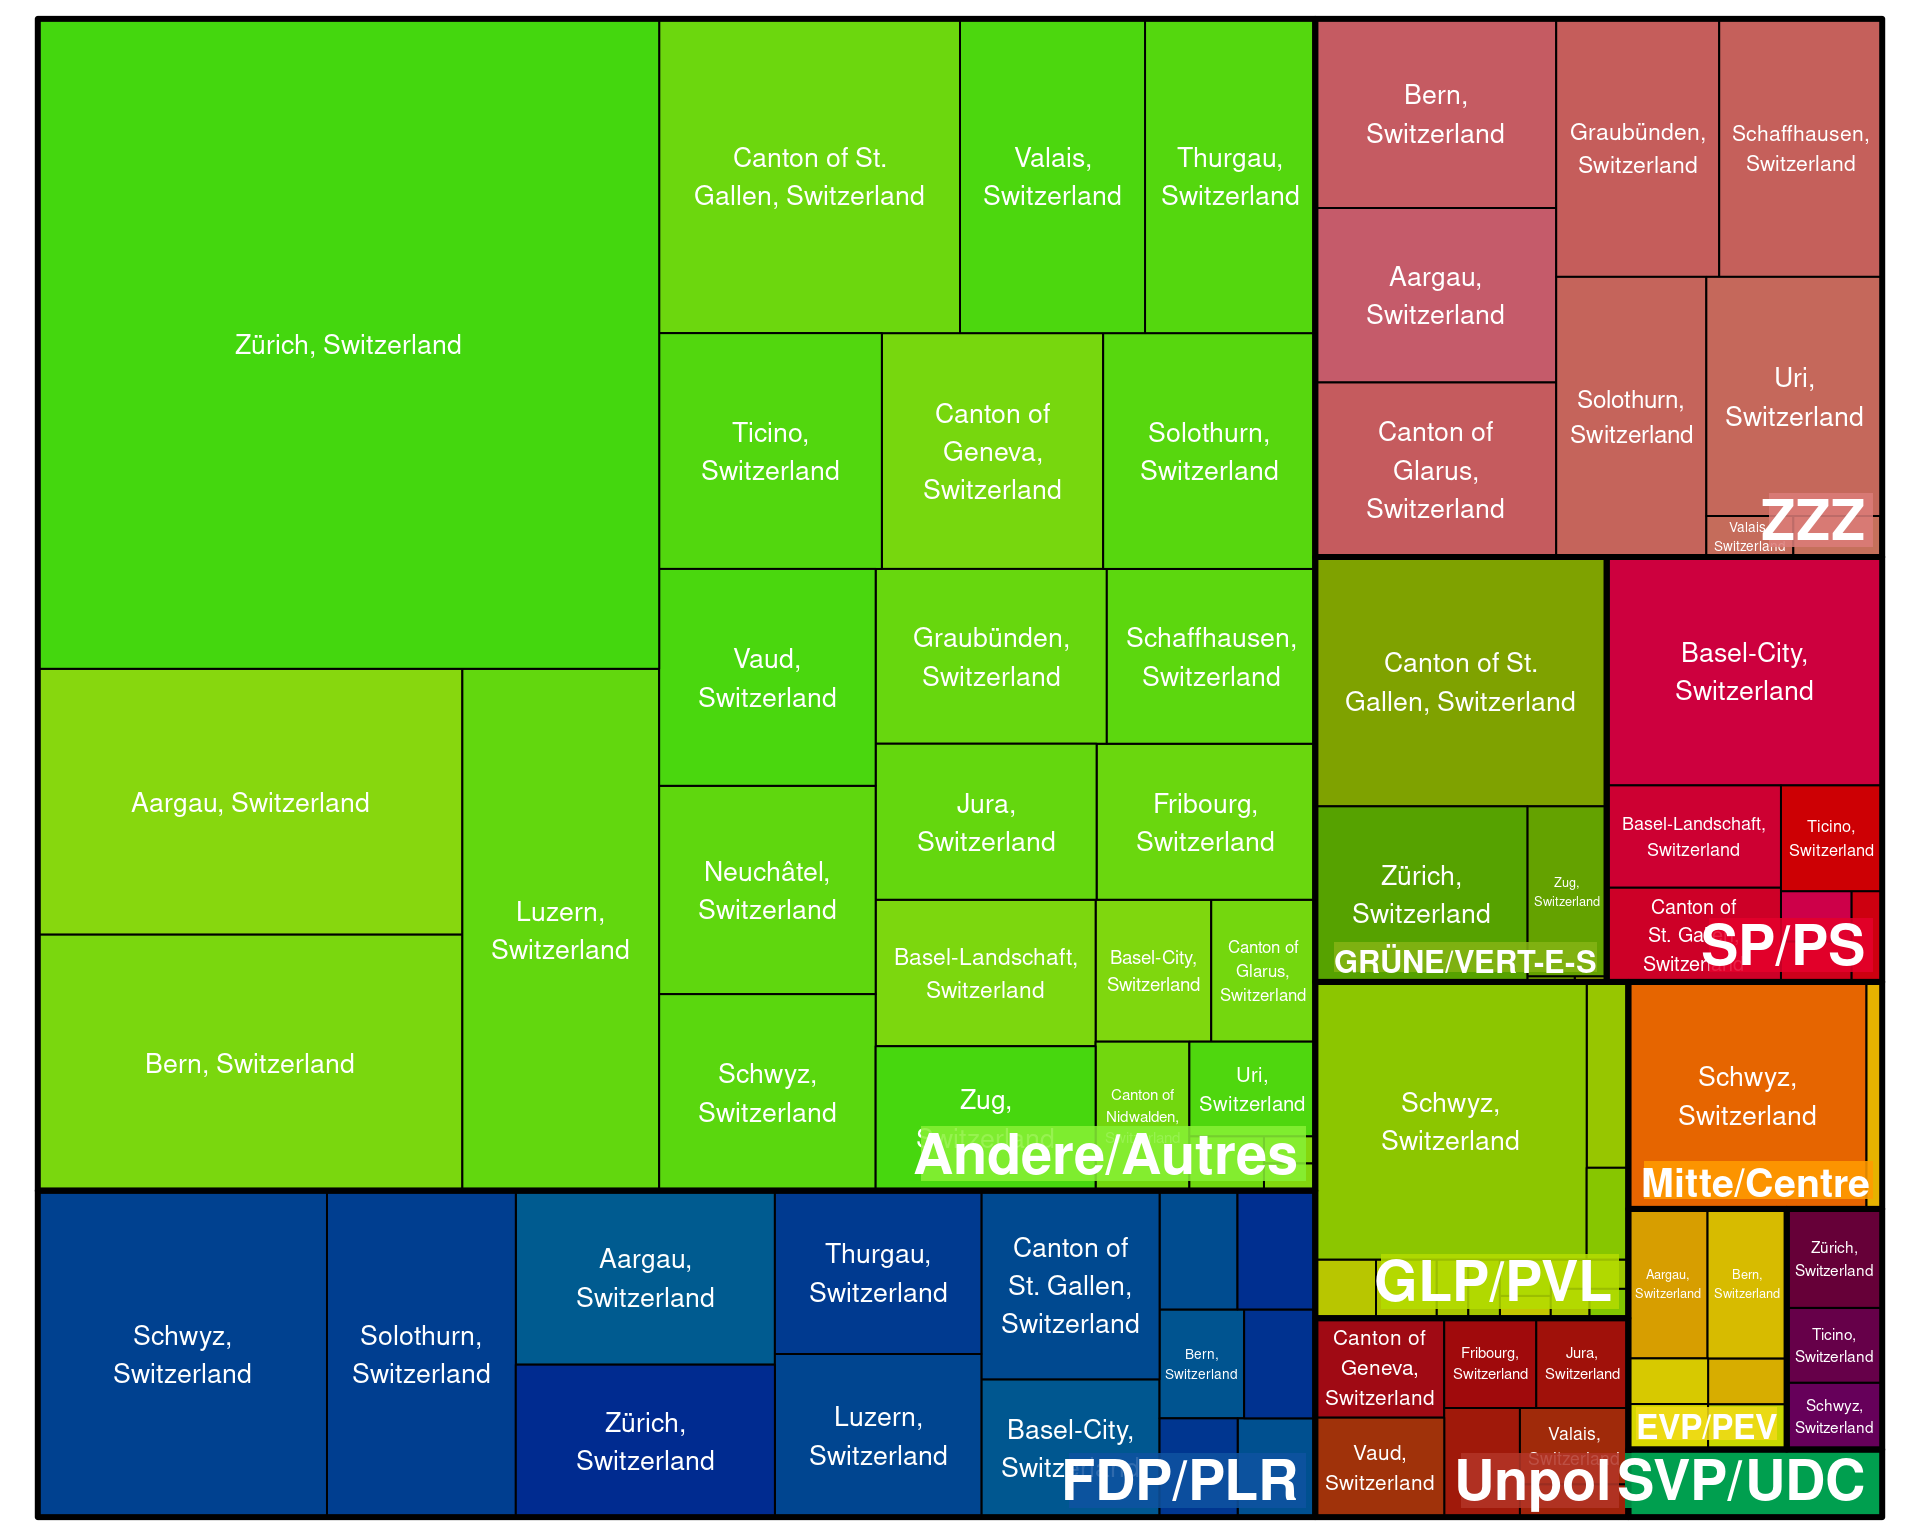 Zürich, Switzerland
Canton of St.
Gallen, Switzerland
Valais,
Switzerland
Thurgau,
Switzerland
Ticino,
Switzerland
Canton of
Geneva,
Switzerland
Solothurn,
Switzerland
Vaud,
Switzerland
Graubünden,
Switzerland
Schaffhausen,
Switzerland
Jura,
Switzerland
Fribourg,
Switzerland
Aargau, Switzerland
Bern, Switzerland
Luzern,
Switzerland
Neuchâtel,
Switzerland
Schwyz,
Switzerland
Basel-Landschaft,
Switzerland
Basel-City,
Switzerland
Canton of
Glarus,
Switzerland
Zug,
Switzerland
Canton of
Nidwalden,
Switzerland
Uri,
Switzerland
Andere/Autres
Bern,
Switzerland
Aargau,
Switzerland
Canton of
Glarus,
Switzerland
Graubünden,
Switzerland
Schaffhausen,
Switzerland
Solothurn,
Switzerland
Uri,
Switzerland
Valais,
Switzerland
ZZZ
Canton of St.
Gallen, Switzerland
Zürich,
Switzerland
Zug,
Switzerland
GRÜNE/VERT-E-S
Basel-City,
Switzerland
Basel-Landschaft,
Switzerland
Ticino,
Switzerland
Canton of
St. Gallen,
Switzerland
SP/PS
Schwyz,
Switzerland
GLP/PVL
Schwyz,
Switzerland
Mitte/Centre
Aargau,
Switzerland
Bern,
Switzerland
EVP/PEV
Zürich,
Switzerland
Ticino,
Switzerland
Schwyz,
Switzerland
Schwyz,
Switzerland
Solothurn,
Switzerland
Aargau,
Switzerland
Zürich,
Switzerland
Thurgau,
Switzerland
Luzern,
Switzerland
Canton of
St. Gallen,
Switzerland
Basel-City,
Switzerland
Bern,
Switzerland
FDP/PLR
Canton of
Geneva,
Switzerland
Fribourg,
Switzerland
Jura,
Switzerland
Vaud,
Switzerland
Valais,
Switzerland
Unpol
SVP/UDC